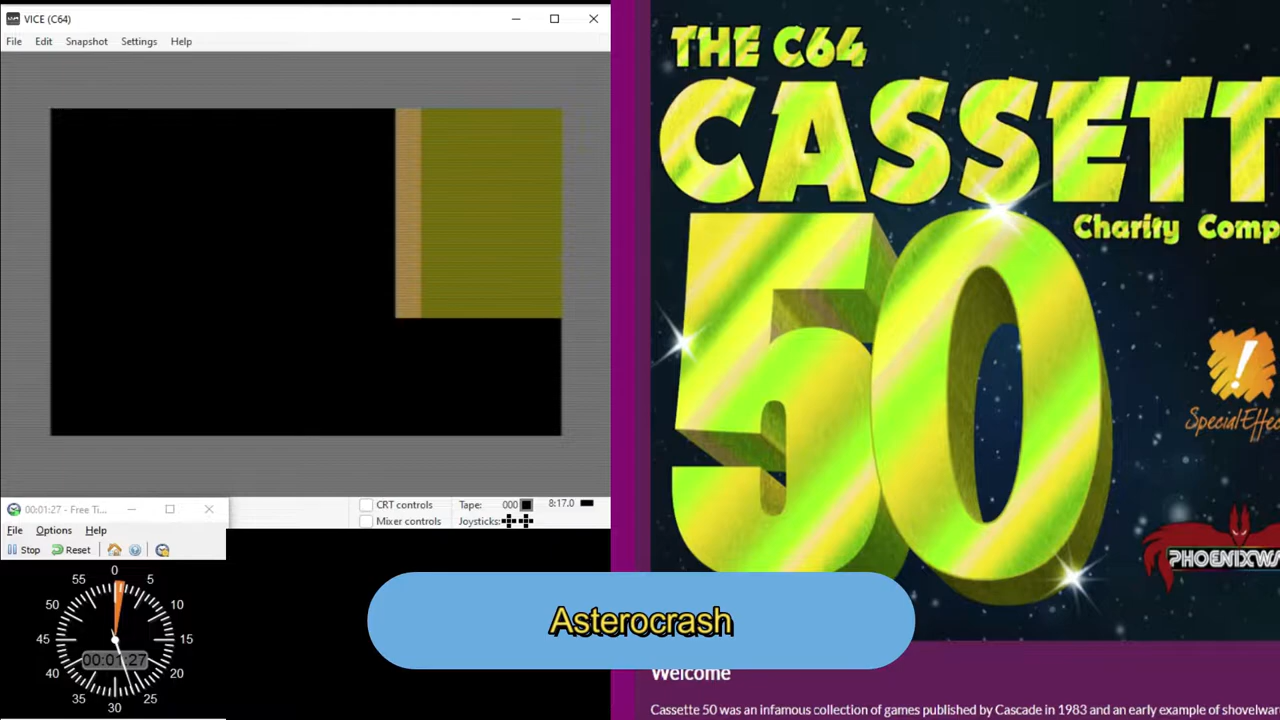 VICE (C64)
File Edit Snapshot Settings Help
CRT controls
Mixer controls
Tape: 000
Joysticks:
8:17.0
00:01:27 - Free Ti...
File Options Help
Stop Reset
0
5
10
15
20
25
30
35
40
45
50
55
00:01:27
THE C64
CASSETT
50
Charity Comp
!
SpecialEffe
PHOENIXWA
Asterocrash
Welcome
Cassette 50 was an infamous collection of games published by Cascade in 1983 and an early example of shovelwar